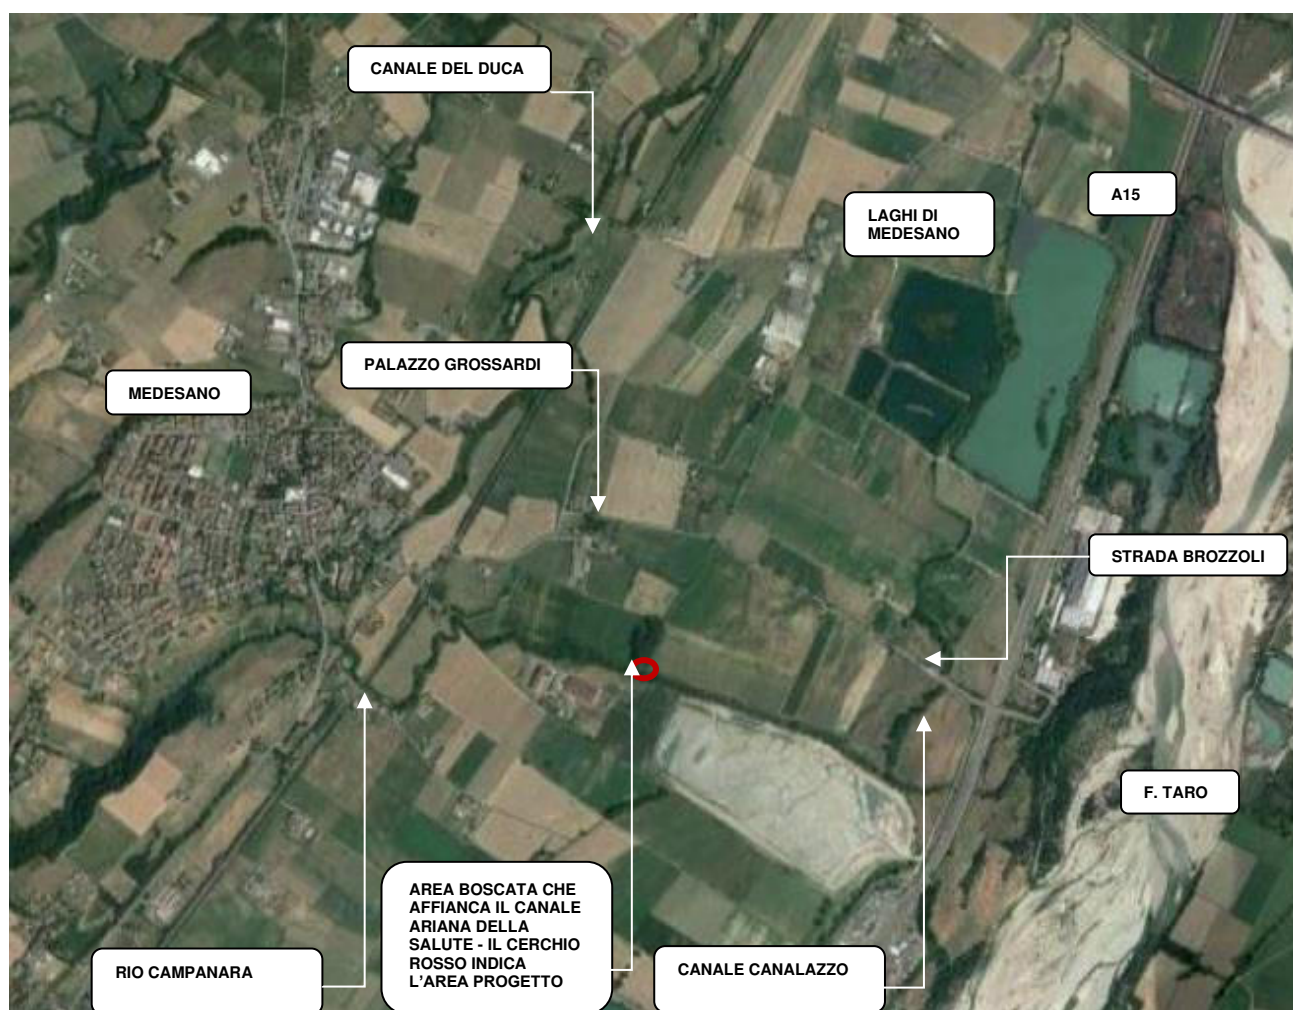 CANALE DEL DUCA
A15
LAGHI DI
MEDESANO
PALAZZO GROSSARDI
MEDESANO
STRADA BROZZOLI
F. TARO
AREA BOSCATA CHE
AFFIANCA IL CANALE
ARIANA DELLA
SALUTE - IL CERCHIO
ROSSO INDICA
L'AREA PROGETTO
RIO CAMPANARA
CANALE CANALAZZO